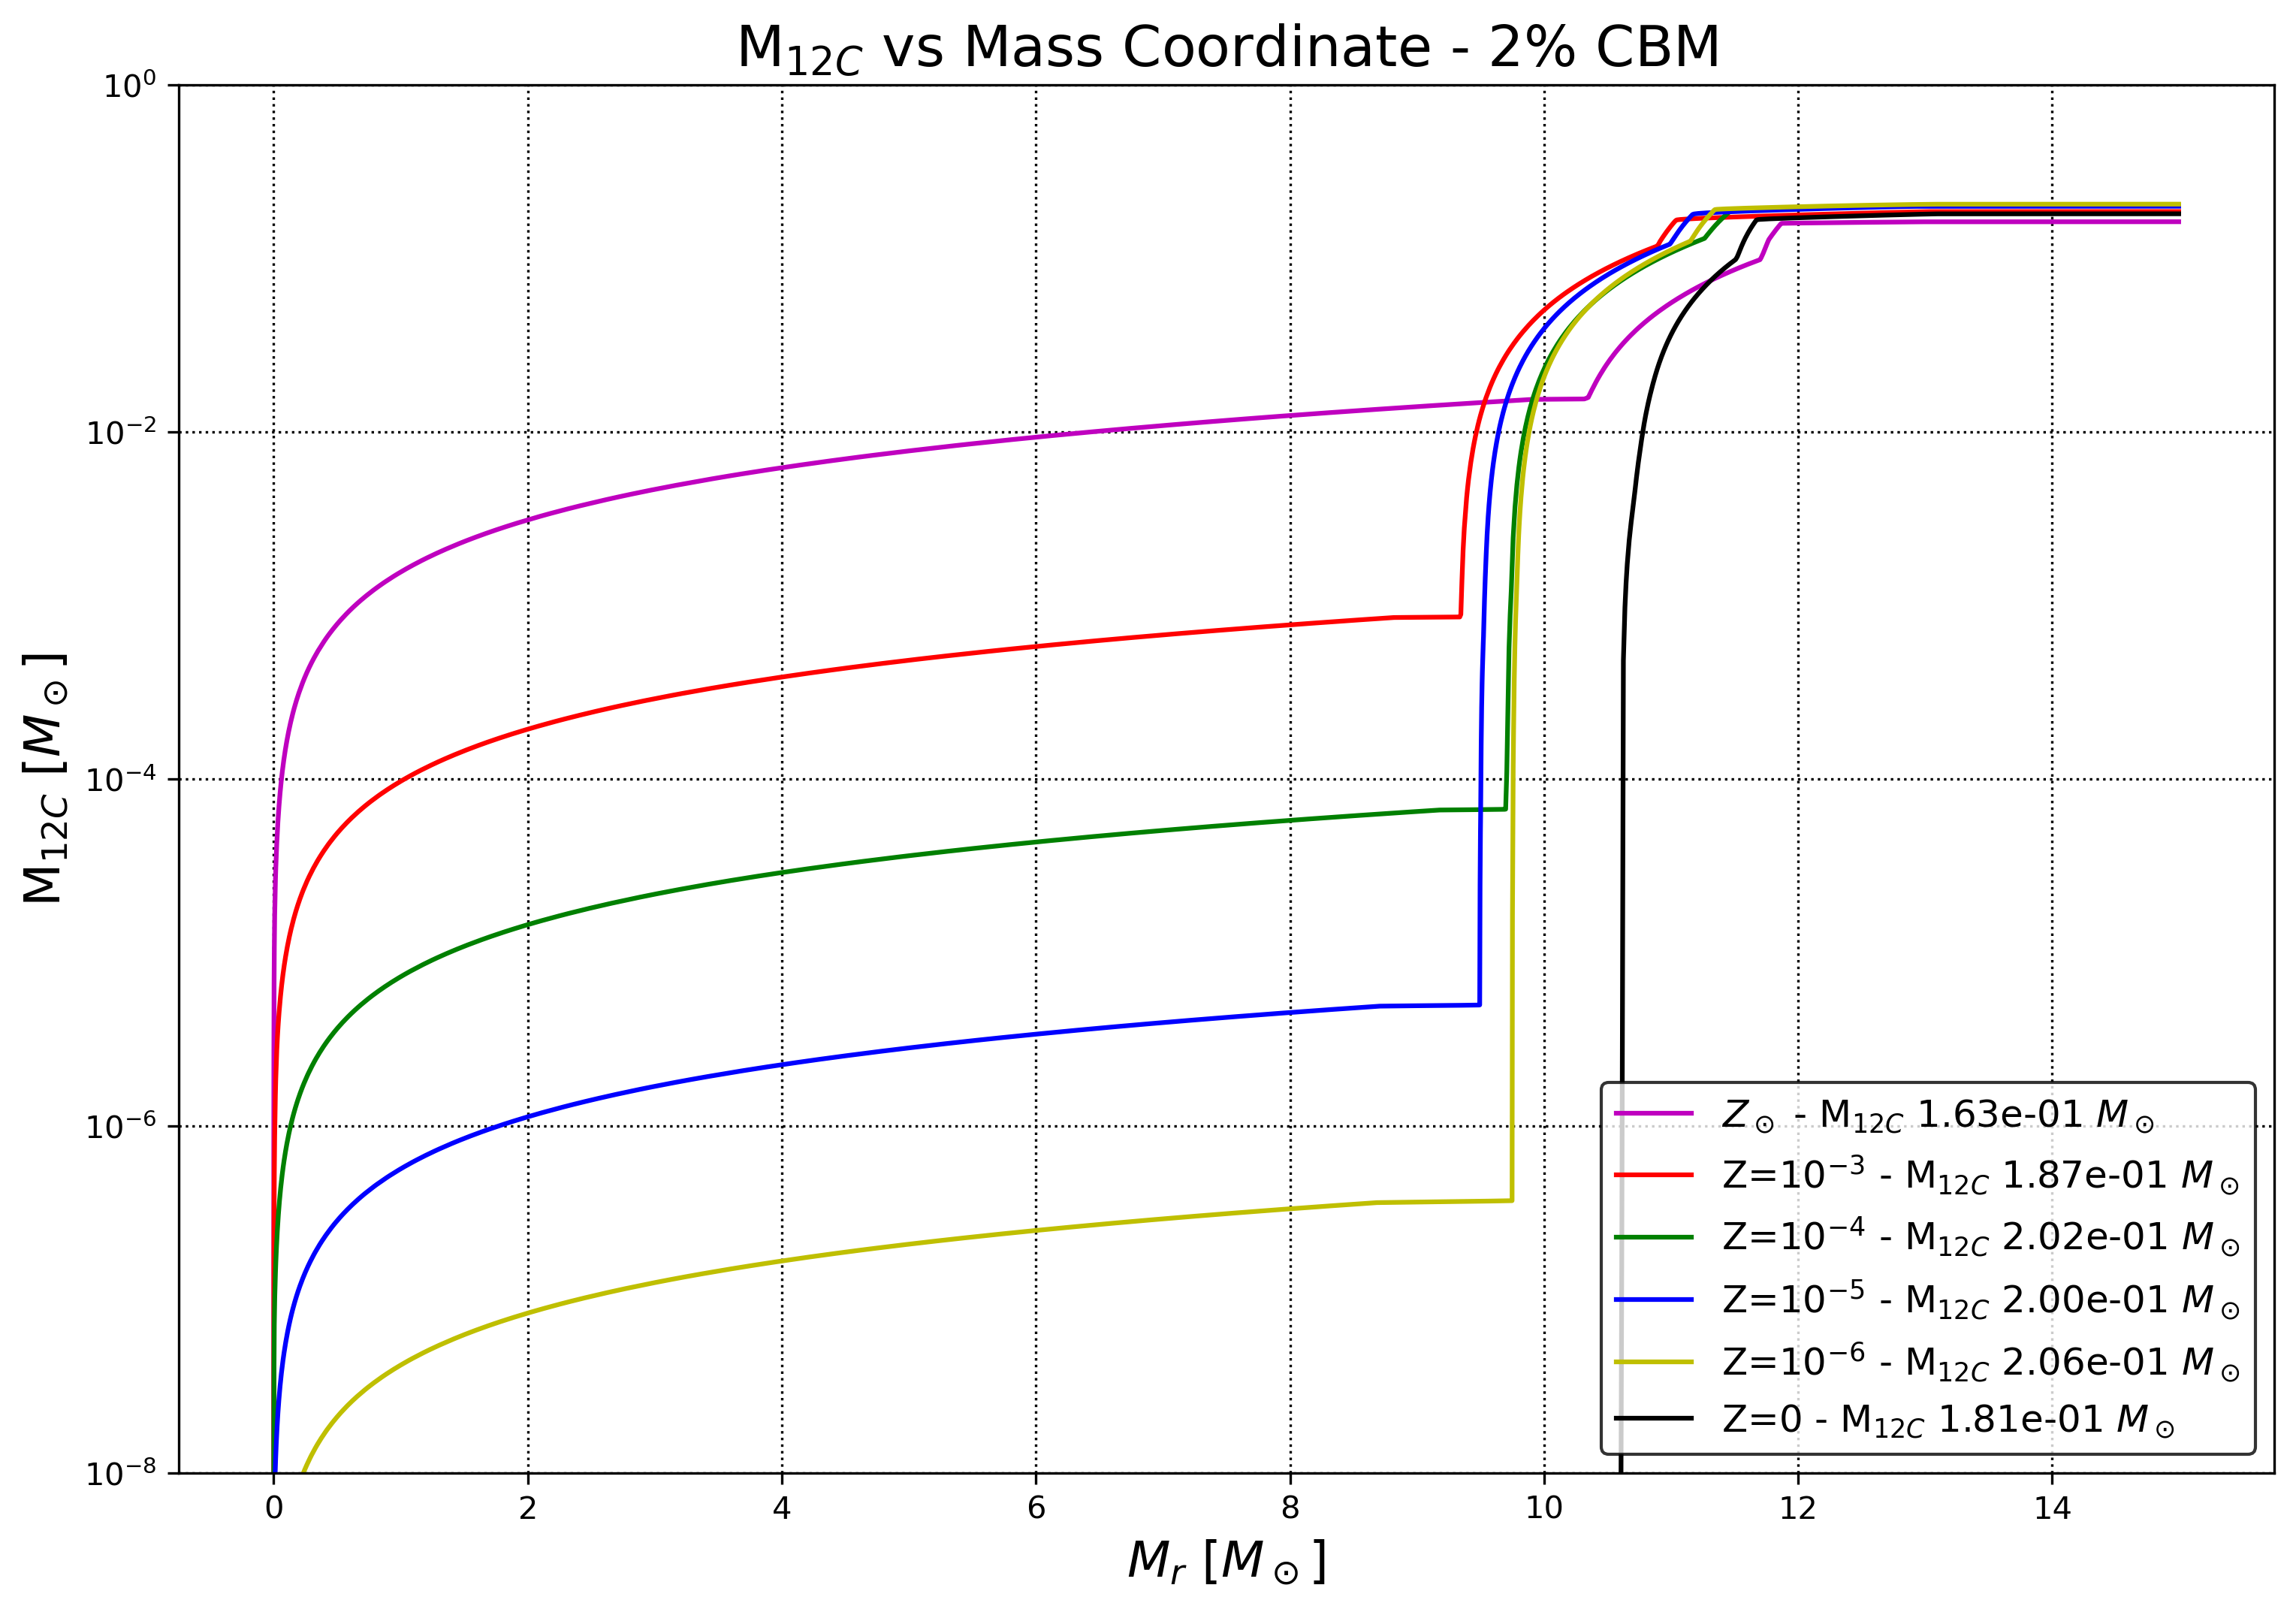 M₁₂C vs Mass Coordinate - 2% CBM
M₁₂C [M⊙]
10⁰
10⁻²
10⁻⁴
10⁻⁶
10⁻⁸
Z⊙ - M₁₂C 1.63e-01 M⊙
Z=10⁻³ - M₁₂C 1.87e-01 M⊙
Z=10⁻⁴ - M₁₂C 2.02e-01 M⊙
Z=10⁻⁵ - M₁₂C 2.00e-01 M⊙
Z=10⁻⁶ - M₁₂C 2.06e-01 M⊙
Z=0 - M₁₂C 1.81e-01 M⊙
0 2 4 6 8 10 12 14
Mᵣ [M⊙]